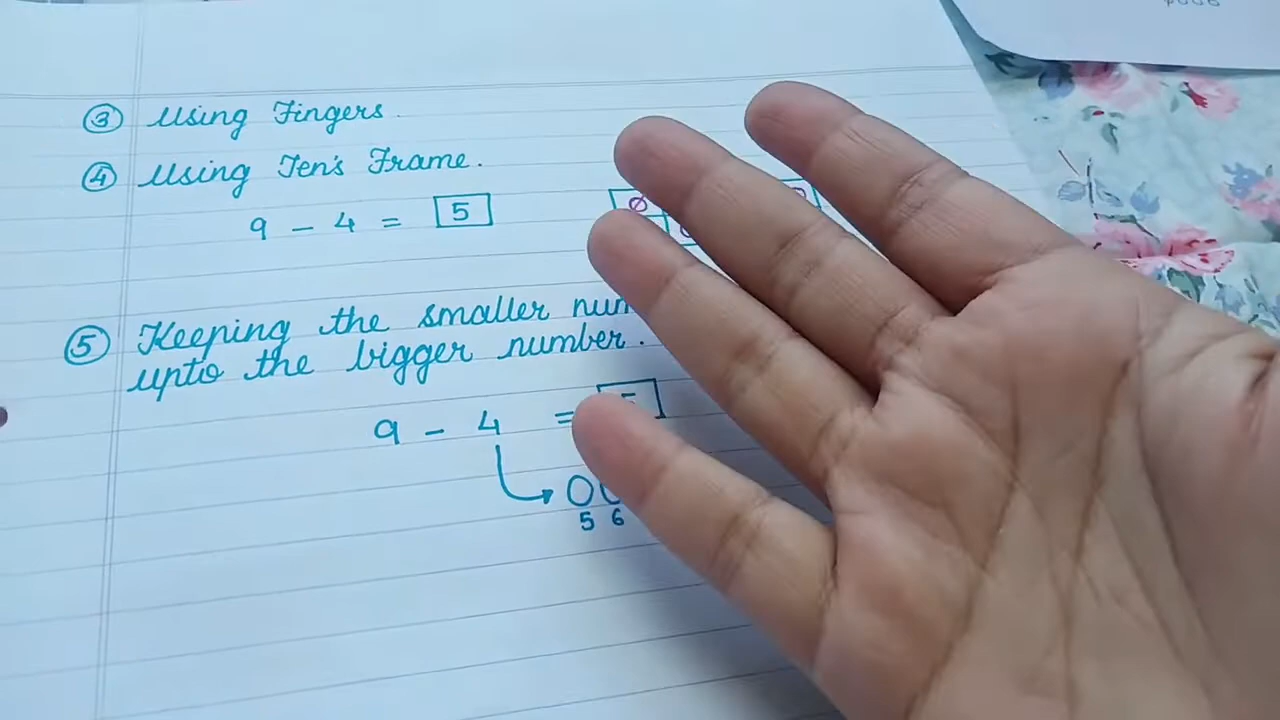 ③ Using Fingers.
④ Using Ten's Frame.
9 - 4 = 5
⑤ Keeping the smaller
upto the bigger number.
9 - 4 =
5 6